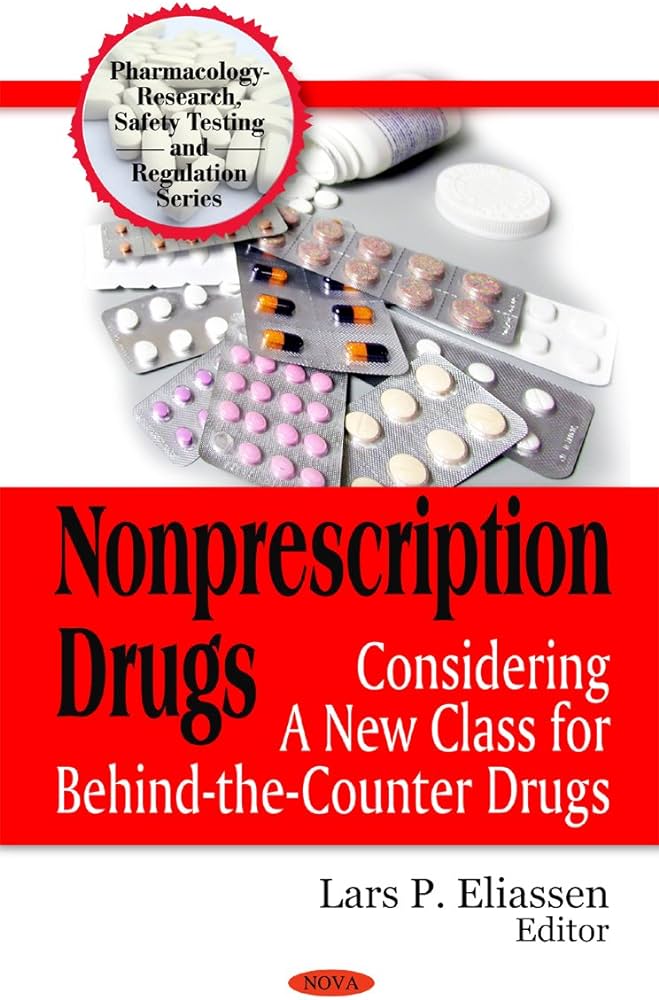 Pharmacology-
Research,
Safety Testing
and
Regulation
Series
Nonprescription
Drugs
Considering
A New Class for
Behind-the-Counter Drugs
Lars P. Eliassen
Editor
NOVA